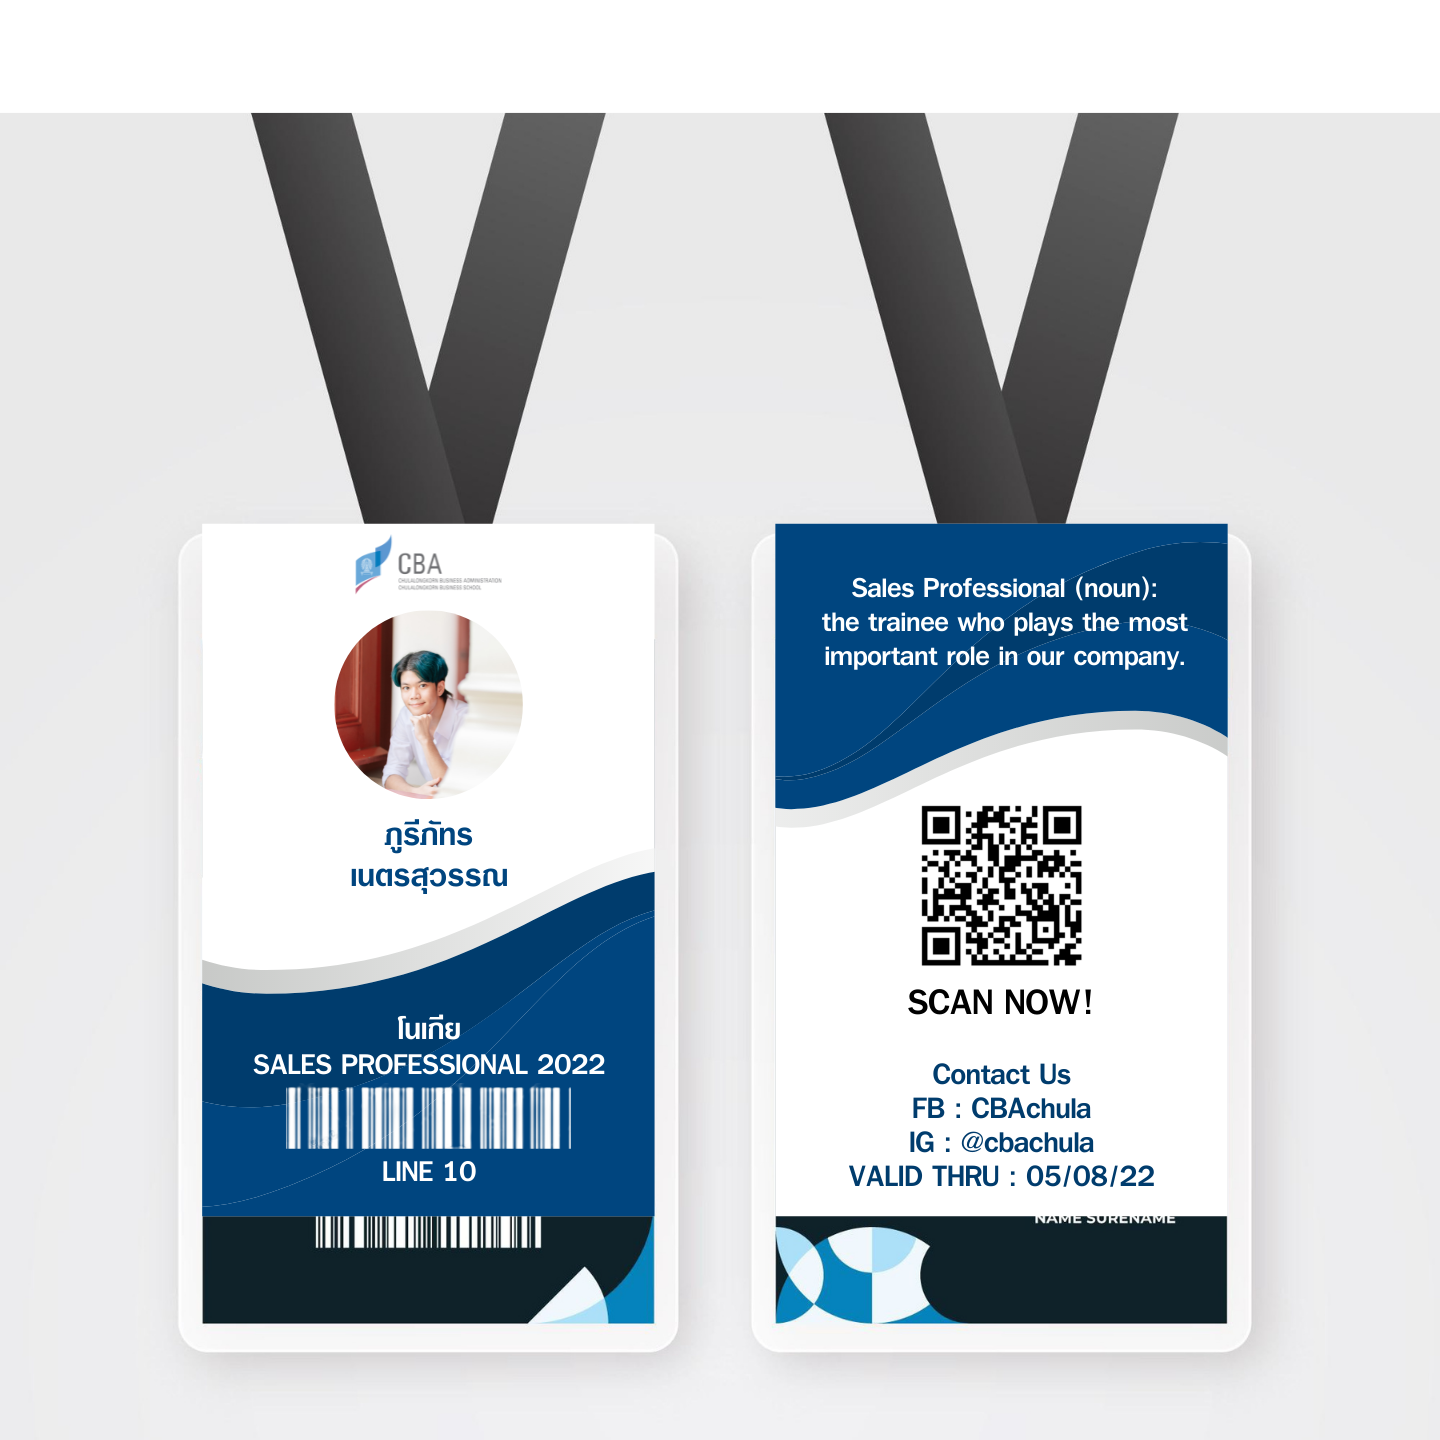 CBA
CHULALONGKORN BUSINESS ADMINISTRATION
CHULALONGKORN BUSINESS SCHOOL
ภูรีภัทร
เนตรสุวรรณ
โนเกีย
SALES PROFESSIONAL 2022
LINE 10
Sales Professional (noun):
the trainee who plays the most
important role in our company.
SCAN NOW!
Contact Us
FB : CBAchula
IG : @cbachula
VALID THRU : 05/08/22
NAME SURENAME